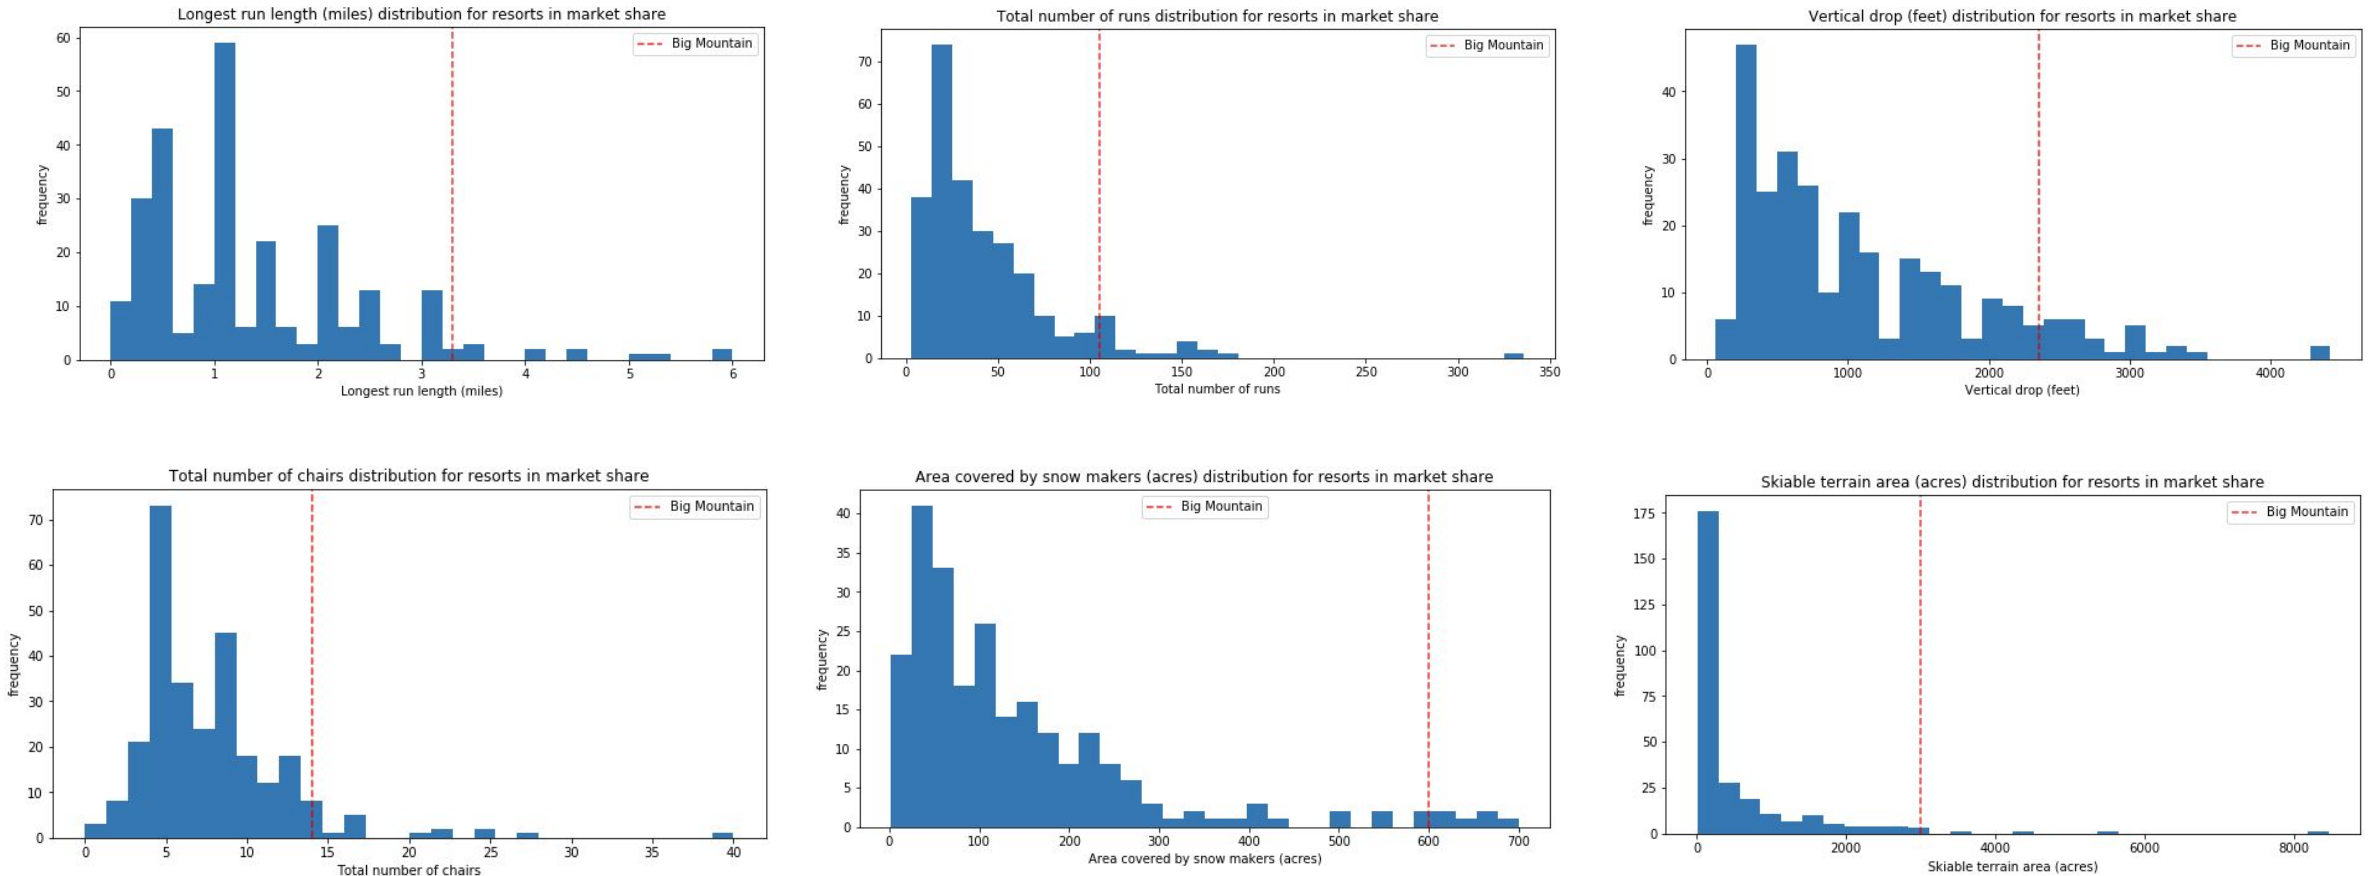 Longest run length (miles) distribution for resorts in market share
Big Mountain
60
50
40
30
20
10
0
frequency
0 1 2 3 4 5 6
Longest run length (miles)
Total number of runs distribution for resorts in market share
Big Mountain
70
60
50
40
30
20
10
0
frequency
0 50 100 150 200 250 300 350
Total number of runs
Vertical drop (feet) distribution for resorts in market share
Big Mountain
40
30
20
10
0
frequency
0 1000 2000 3000 4000
Vertical drop (feet)
Total number of chairs distribution for resorts in market share
Big Mountain
70
60
50
40
30
20
10
0
frequency
0 5 10 15 20 25 30 35 40
Total number of chairs
Area covered by snow makers (acres) distribution for resorts in market share
Big Mountain
40
35
30
25
20
15
10
5
0
frequency
0 100 200 300 400 500 600 700
Area covered by snow makers (acres)
Skiable terrain area (acres) distribution for resorts in market share
Big Mountain
175
150
125
100
75
50
25
0
frequency
0 2000 4000 6000 8000
Skiable terrain area (acres)